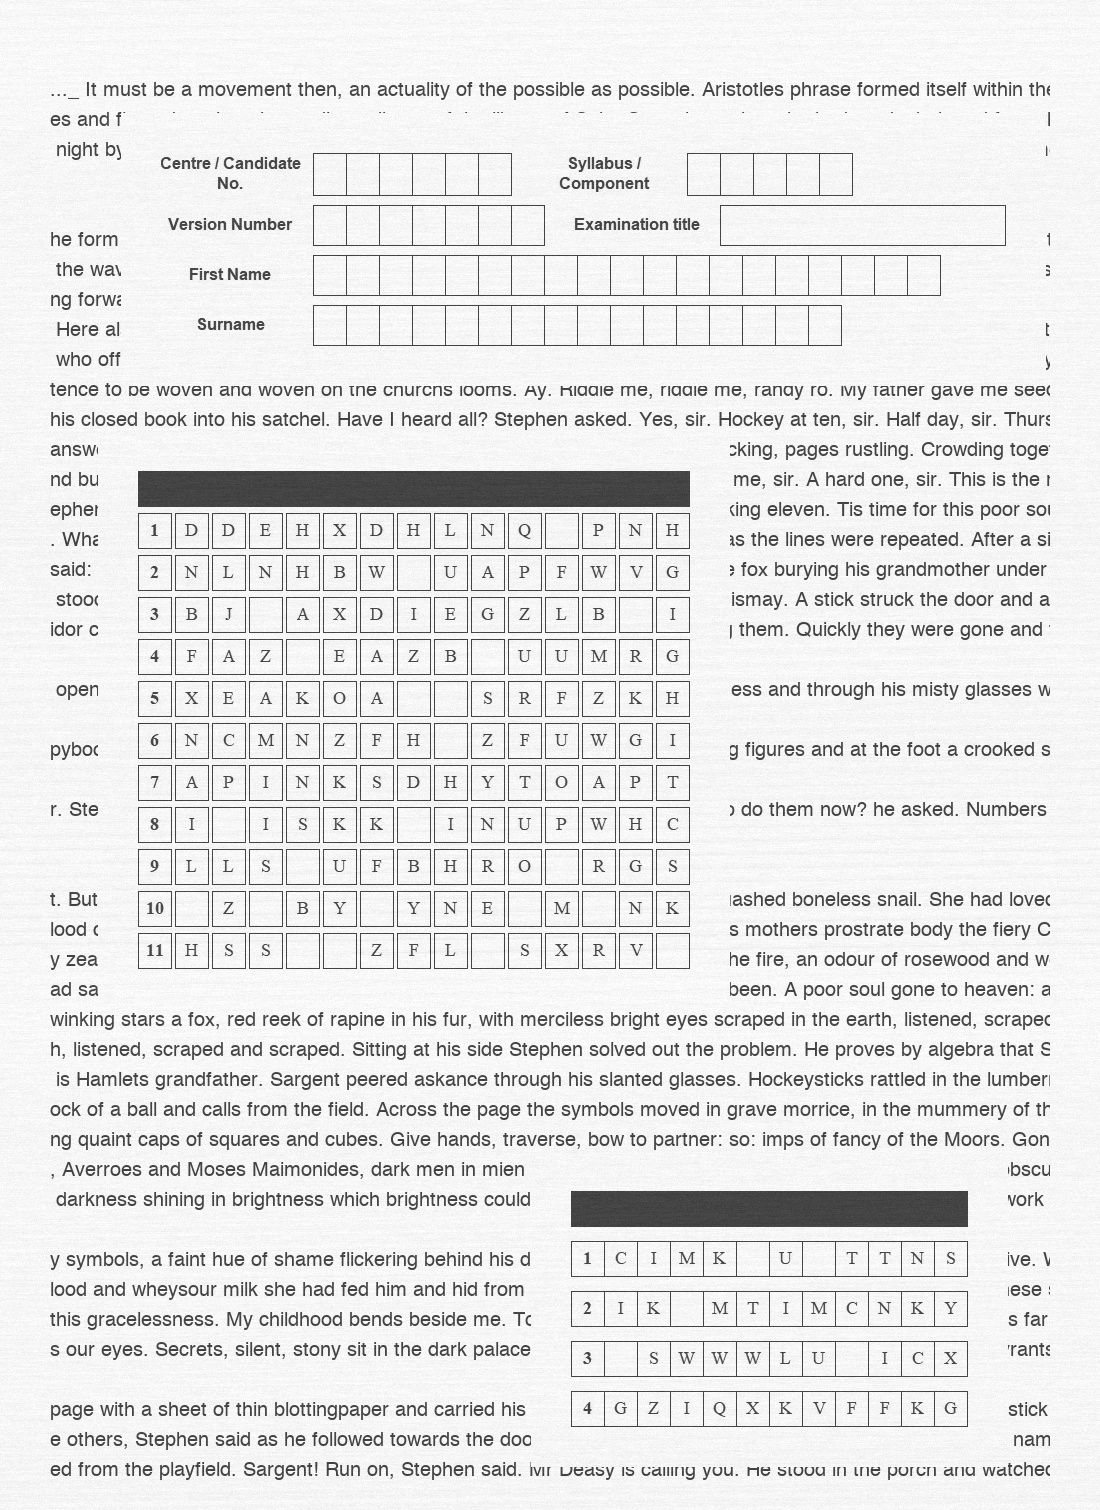 ..._ It must be a movement then, an actuality of the possible as possible. Aristotles phrase formed itself within the
es and
night by
Centre / Candidate No.
Syllabus / Component
Version Number
Examination title
First Name
Surname
he form
the wav
ng forwa
Here al
who off
tence to be woven and woven on the churchs looms. Ay. Riddle me, riddle me, randy ro. My father gave me seed
his closed book into his satchel. Have I heard all? Stephen asked. Yes, sir. Hockey at ten, sir. Half day, sir. Thurs
answ cking, pages rustling. Crowding toge
nd bu me, sir. A hard one, sir. This is the
epher king eleven. Tis time for this poor sou
. Wha as the lines were repeated. After a si
said: fox burying his grandmother under
stood ismay. A stick struck the door and a
idor c them. Quickly they were gone and
open ess and through his misty glasses w
pyboo g figures and at the foot a crooked s
r. Ste do them now? he asked. Numbers
t. But ashed boneless snail. She had loved
lood s mothers prostrate body the fiery C
y zea he fire, an odour of rosewood and w
ad sa been. A poor soul gone to heaven: a
1 D D E H X D H L N Q P N H
2 N L N H B W U A P F W V G
3 B J A X D I E G Z L B I
4 F A Z E A Z B U U M R G
5 X E A K O A S R F Z K H
6 N C M N Z F H Z F U W G I
7 A P I N K S D H Y T O A P T
8 I I S K K I N U P W H C
9 L L S U F B H R O R G S
10 Z B Y Y N E M N K
11 H S S Z F L S X R V
winking stars a fox, red reek of rapine in his fur, with merciless bright eyes scraped in the earth, listened, scraped
h, listened, scraped and scraped. Sitting at his side Stephen solved out the problem. He proves by algebra that S
is Hamlets grandfather. Sargent peered askance through his slanted glasses. Hockeysticks rattled in the lumberr
ock of a ball and calls from the field. Across the page the symbols moved in grave morrice, in the mummery of th
ng quaint caps of squares and cubes. Give hands, traverse, bow to partner: so: imps of fancy of the Moors. Gon
, Averroes and Moses Maimonides, dark men in mien obscu
darkness shining in brightness which brightness could work
y symbols, a faint hue of shame flickering behind his d ive. W
lood and wheysour milk she had fed him and hid from hese
this gracelessness. My childhood bends beside me. To s far
s our eyes. Secrets, silent, stony sit in the dark palace rants
page with a sheet of thin blottingpaper and carried his stick
e others, Stephen said as he followed towards the doo nam
1 C I M K U T T N S
2 I K M T I M C N K Y
3 S W W W L U I C X
4 G Z I Q X K V F F K G
ed from the playfield. Sargent! Run on, Stephen said. Mr Deasy is calling you. He stood in the porch and watched